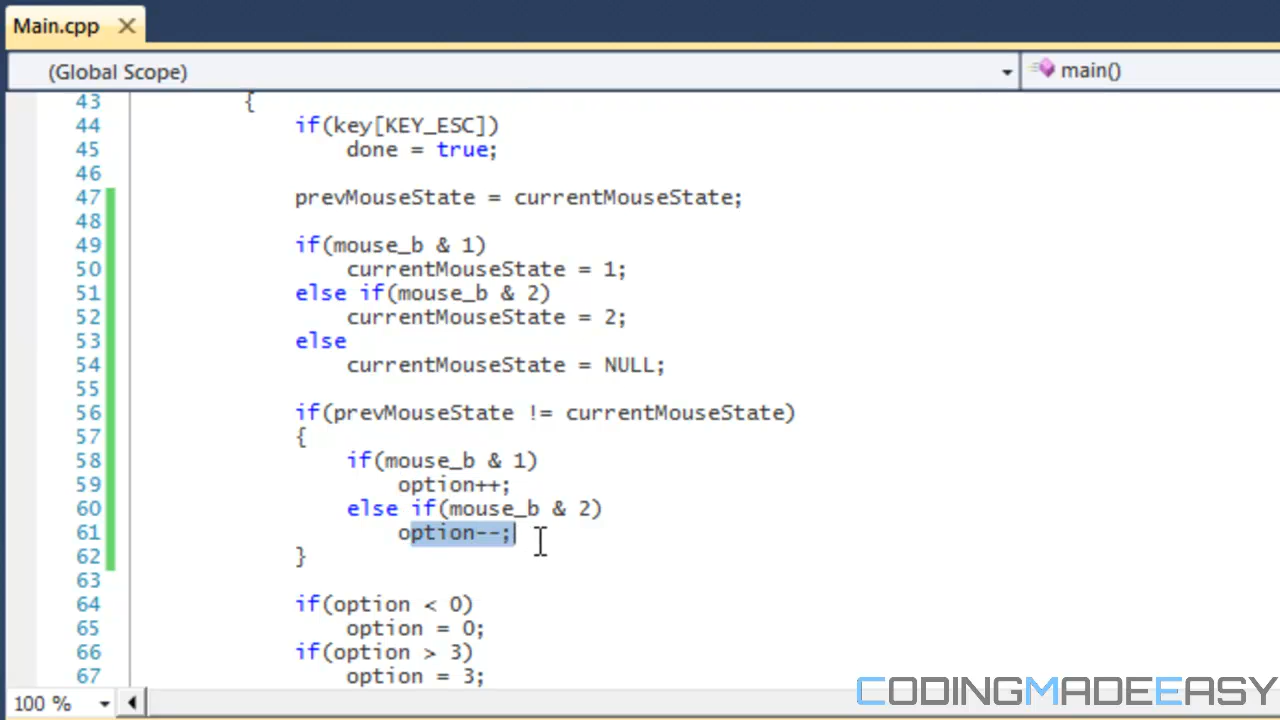 Main.cpp
(Global Scope) main()
43 {
44 if(key[KEY_ESC])
45 done = true;
46
47 prevMouseState = currentMouseState;
48
49 if(mouse_b & 1)
50 currentMouseState = 1;
51 else if(mouse_b & 2)
52 currentMouseState = 2;
53 else
54 currentMouseState = NULL;
55
56 if(prevMouseState != currentMouseState)
57 {
58 if(mouse_b & 1)
59 option++;
60 else if(mouse_b & 2)
61 option--;
62 }
63
64 if(option < 0)
65 option = 0;
66 if(option > 3)
67 option = 3;
100 %
CODINGMADEEASY